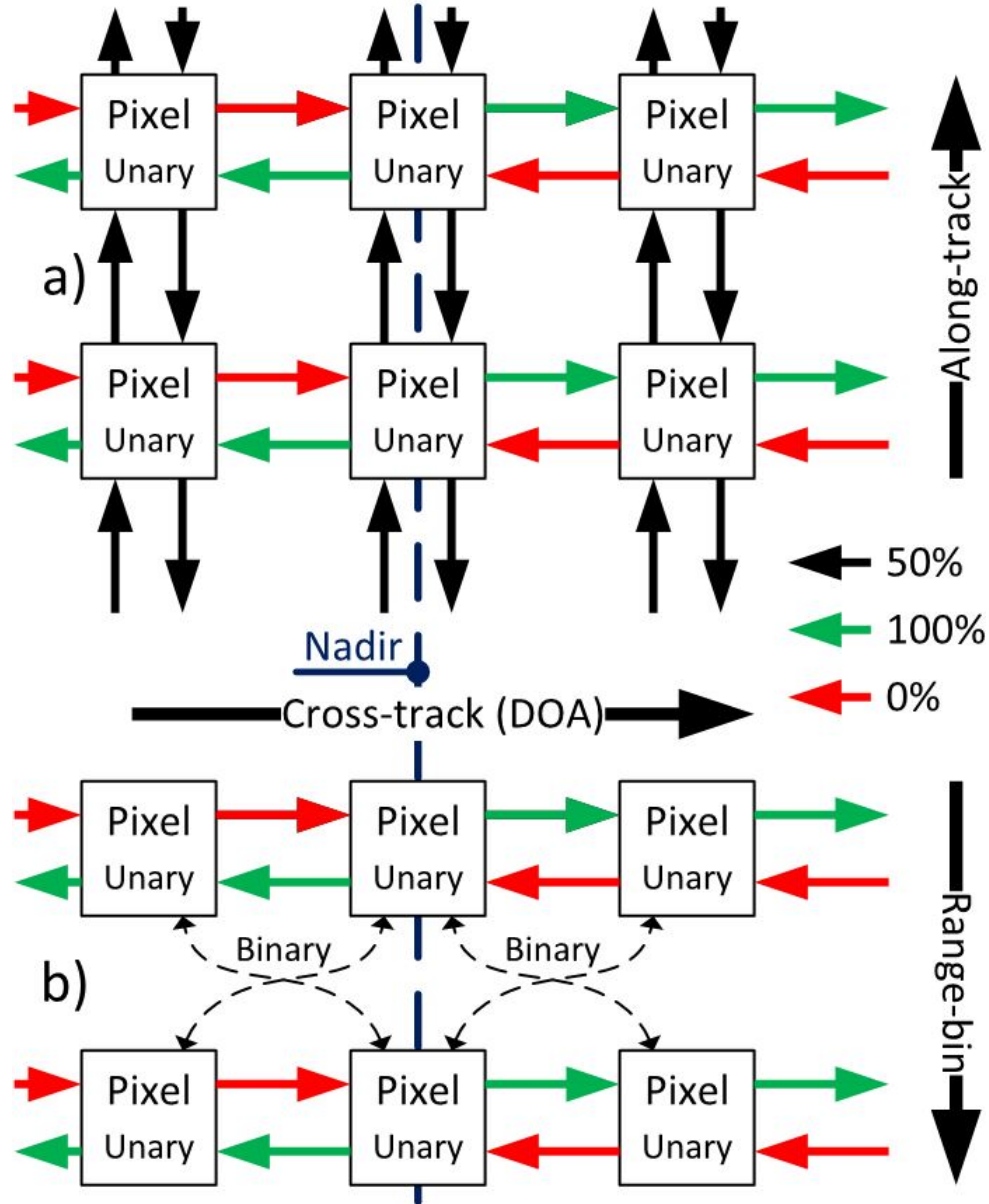 Pixel Pixel Pixel
Unary Unary Unary
a)
Along-track
Pixel Pixel Pixel
Unary Unary Unary
50%
100%
0%
Nadir
Cross-track (DOA)
Pixel Pixel Pixel
Unary Unary Unary
Binary Binary
b)
Range-bin
Pixel Pixel Pixel
Unary Unary Unary